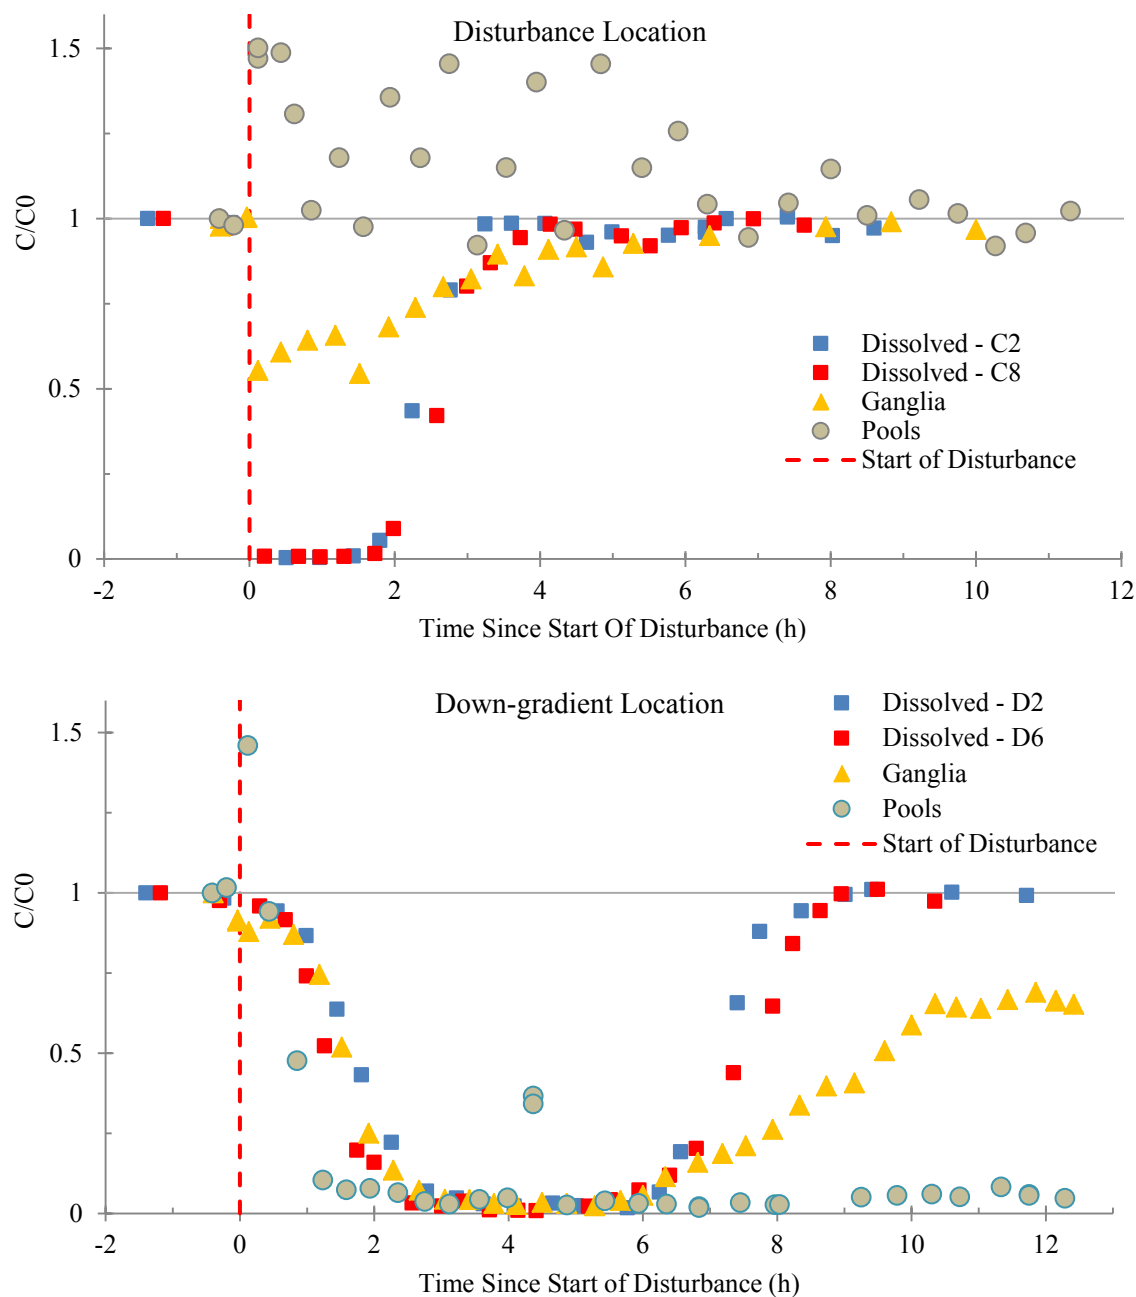 Disturbance Location
1.5
1
0.5
0
C/C0
Dissolved - C2
Dissolved - C8
Ganglia
Pools
Start of Disturbance
-2 0 2 4 6 8 10 12
Time Since Start Of Disturbance (h)
Down-gradient Location
Dissolved - D2
Dissolved - D6
Ganglia
Pools
Start of Disturbance
1.5
1
0.5
0
C/C0
-2 0 2 4 6 8 10 12
Time Since Start of Disturbance (h)